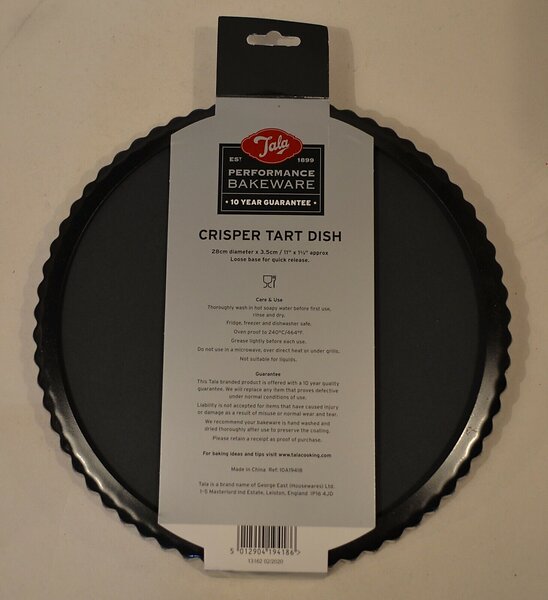 Tala
EST 1899
PERFORMANCE
BAKEWARE
• 10 YEAR GUARANTEE •
CRISPER TART DISH
28cm diameter x 3.5cm / 11" x 1½" approx
Loose base for quick release.
Care & Use
Thoroughly wash in hot soapy water before first use,
rinse and dry.
Fridge, freezer and dishwasher safe.
Oven proof to 240°C/464°F.
Grease lightly before each use.
Do not use in a microwave, over direct heat or under grills.
Not suitable for liquids.
Guarantee
This Tala branded product is offered with a 10 year quality
guarantee. We will replace any item that proves defective
under normal conditions of use.
Liability is not accepted for items that have caused injury
or damage as a result of misuse or normal wear and tear.
We recommend your bakeware is hand washed and
dried thoroughly after use to preserve the coating.
Please retain a receipt as proof of purchase.
For baking ideas and tips visit www.talacooking.com
Made in China. Ref: 10A19418
Tala is a brand name of George East (Housewares) Ltd.
1-5 Masterlord Ind Estate, Leiston, England IP16 4JD
5 012904 194186
13062 02/2020